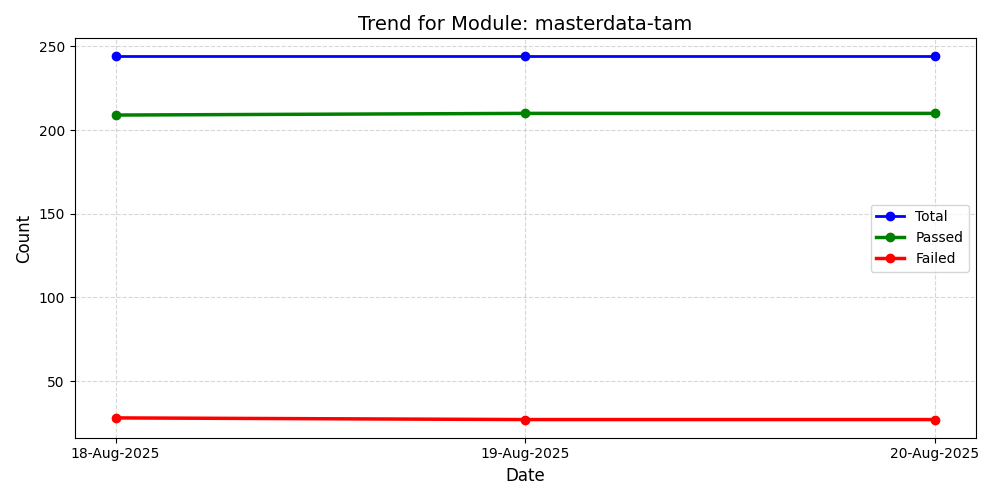 Trend for Module: masterdata-tam
250
200
150
100
50
Count
Total
Passed
Failed
18-Aug-2025
19-Aug-2025
20-Aug-2025
Date